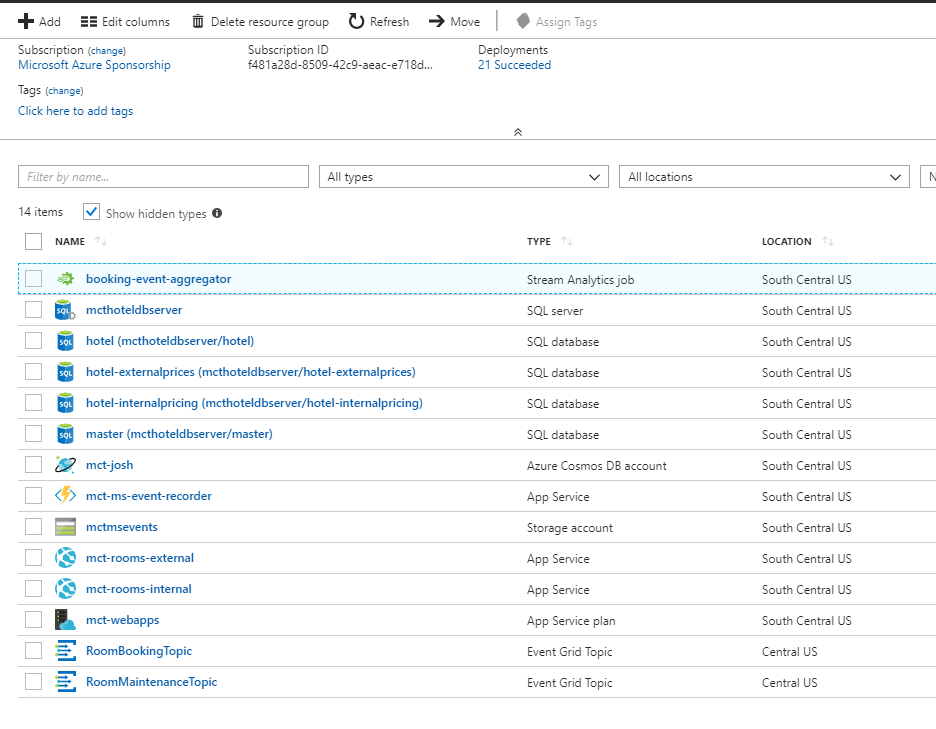 Add Edit columns Delete resource group Refresh Move Assign Tags
Subscription (change) Subscription ID Deployments
Microsoft Azure Sponsorship f481a28d-8509-42c9-aeac-e718d... 21 Succeeded
Tags (change)
Click here to add tags
Filter by name... All types All locations N
14 items Show hidden types
NAME TYPE LOCATION
booking-event-aggregator Stream Analytics job South Central US
SQL mcthoteldbserver SQL server South Central US
SQL hotel (mcthoteldbserver/hotel) SQL database South Central US
SQL hotel-externalprices (mcthoteldbserver/hotel-externalprices) SQL database South Central US
SQL hotel-internalpricing (mcthoteldbserver/hotel-internalpricing) SQL database South Central US
SQL master (mcthoteldbserver/master) SQL database South Central US
mct-josh Azure Cosmos DB account South Central US
mct-ms-event-recorder App Service South Central US
mctmsevents Storage account South Central US
mct-rooms-external App Service South Central US
mct-rooms-internal App Service South Central US
mct-webapps App Service plan South Central US
RoomBookingTopic Event Grid Topic Central US
RoomMaintenanceTopic Event Grid Topic Central US